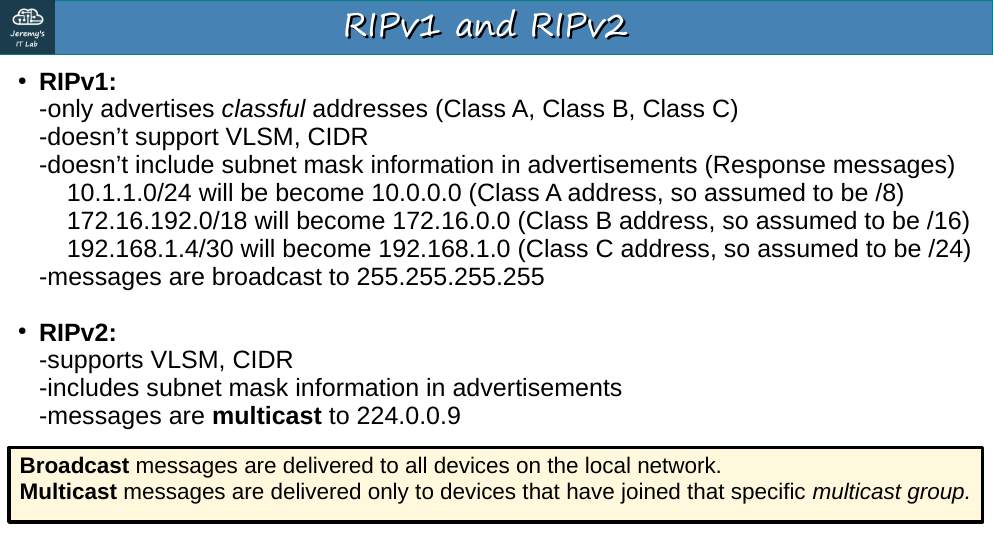 Jeremy's
IT Lab
RIPv1 and RIPv2
• RIPv1:
-only advertises classful addresses (Class A, Class B, Class C)
-doesn’t support VLSM, CIDR
-doesn’t include subnet mask information in advertisements (Response messages)
10.1.1.0/24 will be become 10.0.0.0 (Class A address, so assumed to be /8)
172.16.192.0/18 will become 172.16.0.0 (Class B address, so assumed to be /16)
192.168.1.4/30 will become 192.168.1.0 (Class C address, so assumed to be /24)
-messages are broadcast to 255.255.255.255
• RIPv2:
-supports VLSM, CIDR
-includes subnet mask information in advertisements
-messages are multicast to 224.0.0.9
Broadcast messages are delivered to all devices on the local network.
Multicast messages are delivered only to devices that have joined that specific multicast group.